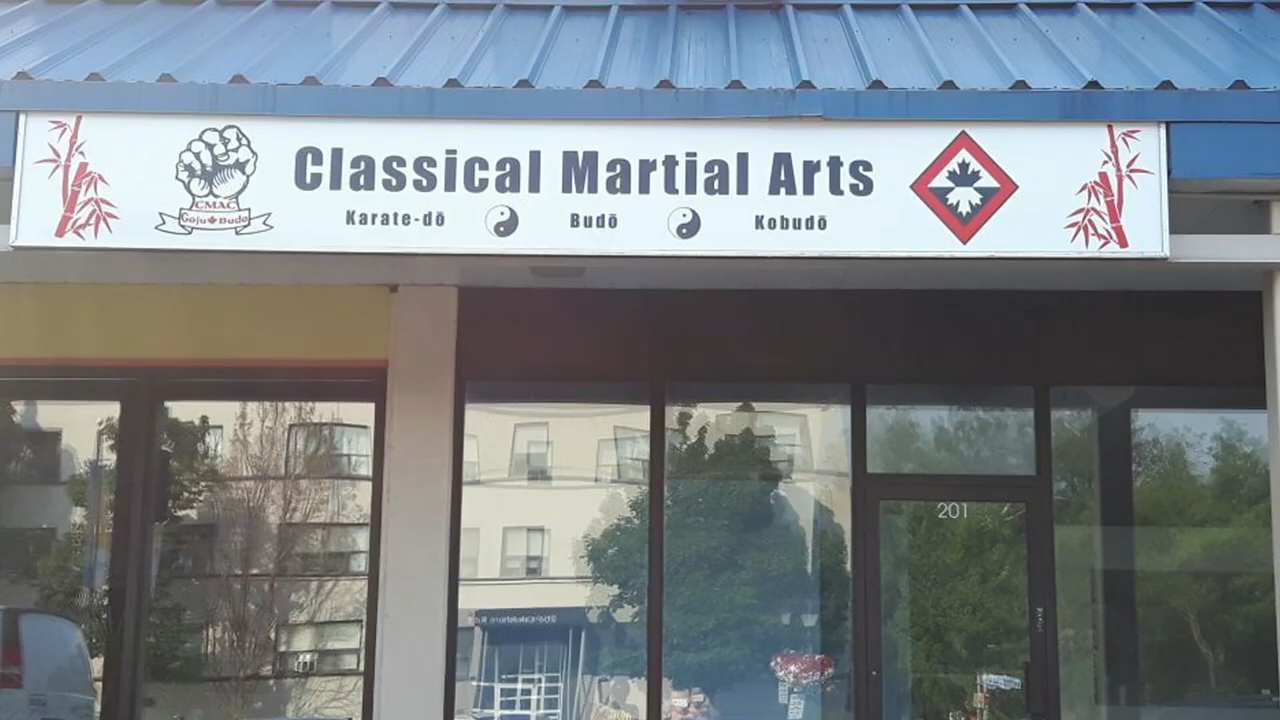 Classical Martial Arts
Karate-dō Budō Kobudō
CMAC
Goju Budo
201